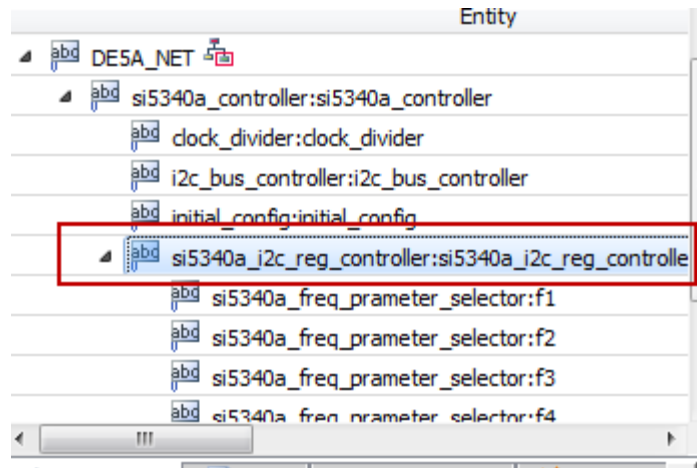 Entity
DE5A_NET
si5340a_controller:si5340a_controller
clock_divider:clock_divider
i2c_bus_controller:i2c_bus_controller
initial_config:initial_config
si5340a_i2c_reg_controller:si5340a_i2c_reg_controlle
si5340a_freq_prameter_selector:f1
si5340a_freq_prameter_selector:f2
si5340a_freq_prameter_selector:f3
si5340a_freq_prameter_selector:f4